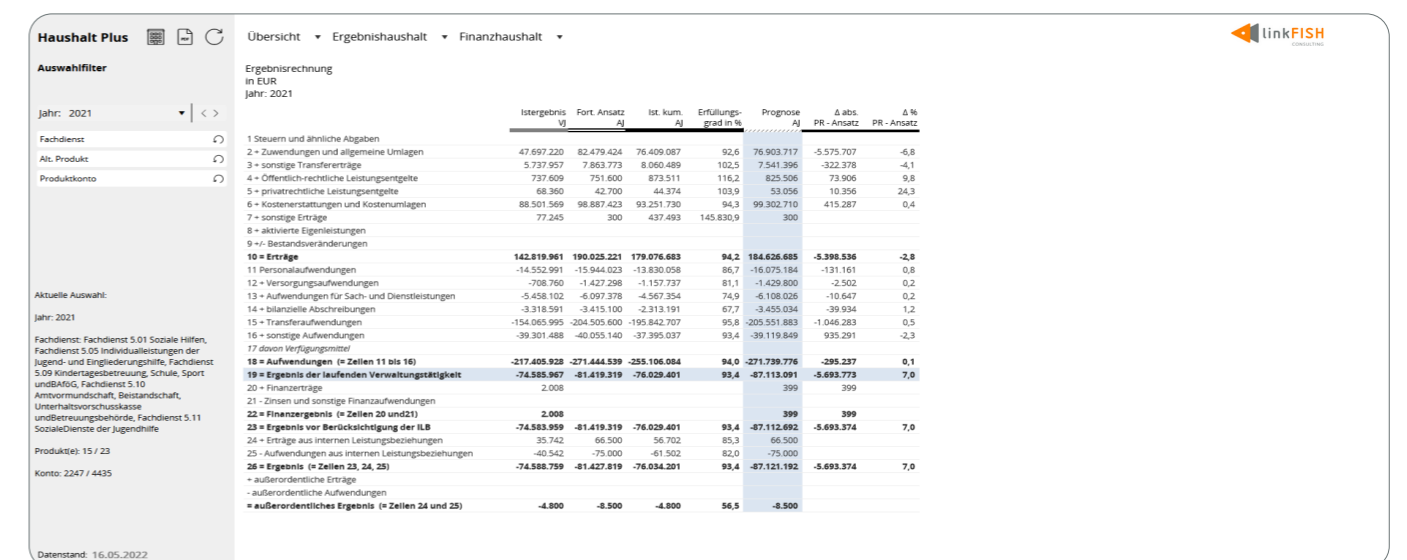 Haushalt Plus
Übersicht Ergebnishaushalt Finanzhaushalt
linkFISH
CONSULTING
Auswahlfilter
Jahr: 2021
Fachdienst
Alt. Produkt
Produktkonto
Aktuelle Auswahl:
Jahr: 2021
Fachdienst: Fachdienst 5.01 Soziale Hilfen,
Fachdienst 5.05 Individualleistungen der
Jugend- und Eingliederungshilfe, Fachdienst
5.09 Kindertagesbetreuung, Schule, Sport
undBAföG, Fachdienst 5.10
Amtvormundschaft, Beistandschaft,
Unterhaltsvorschusskasse
undBetreuungsbehörde, Fachdienst 5.11
SozialeDienste der Jugendhilfe
Produkt(e): 15 / 23
Konto: 2247 / 4435
Datenstand: 16.05.2022
Ergebnisrechnung
in EUR
Jahr: 2021
Istergebnis Fort. Ansatz Ist. kum. Erfüllungs- Prognose Δ abs. Δ %
VJ AJ AJ grad in % AJ PR - Ansatz PR - Ansatz
1 Steuern und ähnliche Abgaben
2 + Zuwendungen und allgemeine Umlagen 47.697.220 82.479.424 76.409.087 92,6 76.903.717 -5.575.707 -6,8
3 + sonstige Transfererträge 5.737.957 7.863.773 8.060.489 102,5 7.541.396 -322.378 -4,1
4 + Öffentlich-rechtliche Leistungsentgelte 737.609 751.600 873.511 116,2 825.506 73.906 9,8
5 + privatrechtliche Leistungsentgelte 68.360 42.700 44.374 103,9 53.056 10.356 24,3
6 + Kostenerstattungen und Kostenumlagen 88.501.569 98.887.423 93.251.730 94,3 99.302.710 415.287 0,4
7 + sonstige Erträge 77.245 300 437.493 145.830,9 300
8 + aktivierte Eigenleistungen
9 +/- Bestandsveränderungen
10 = Erträge 142.819.961 190.025.221 179.076.683 94,2 184.626.685 -5.398.536 -2,8
11 Personalaufwendungen -14.552.991 -15.944.023 -13.830.058 86,7 -16.075.184 -131.161 0,8
12 + Versorgungsaufwendungen -708.760 -1.427.298 -1.157.737 81,1 -1.429.800 -2.502 0,2
13 + Aufwendungen für Sach- und Dienstleistungen -5.458.102 -6.097.378 -4.567.354 74,9 -6.108.026 -10.647 0,2
14 + bilanzielle Abschreibungen -3.318.591 -3.415.100 -2.313.191 67,7 -3.455.034 -39.934 1,2
15 + Transferaufwendungen -154.065.995 -204.505.600 -195.842.707 95,8 -205.551.883 -1.046.283 0,5
16 + sonstige Aufwendungen -39.301.488 -40.055.140 -37.395.037 93,4 -39.119.849 935.291 -2,3
17 davon Verfügungsmittel
18 = Aufwendungen (= Zeilen 11 bis 16) -217.405.928 -271.444.539 -255.106.084 94,0 -271.739.776 -295.237 0,1
19 = Ergebnis der laufenden Verwaltungstätigkeit -74.585.967 -81.419.319 -76.029.401 93,4 -87.113.091 -5.693.773 7,0
20 + Finanzerträge 2.008 399 399
21 - Zinsen und sonstige Finanzaufwendungen
22 = Finanzergebnis (= Zeilen 20 und21) 2.008 399 399
23 = Ergebnis vor Berücksichtigung der ILB -74.583.959 -81.419.319 -76.029.401 93,4 -87.112.692 -5.693.374 7,0
24 + Erträge aus internen Leistungsbeziehungen 35.742 66.500 56.702 85,3 66.500
25 - Aufwendungen aus internen Leistungsbeziehungen -40.542 -75.000 -61.502 82,0 -75.000
26 = Ergebnis (= Zeilen 23, 24, 25) -74.588.759 -81.427.819 -76.034.201 93,4 -87.121.192 -5.693.374 7,0
+ außerordentliche Erträge
- außerordentliche Aufwendungen
= außerordentliches Ergebnis (= Zeilen 24 und 25) -4.800 -8.500 -4.800 56,5 -8.500